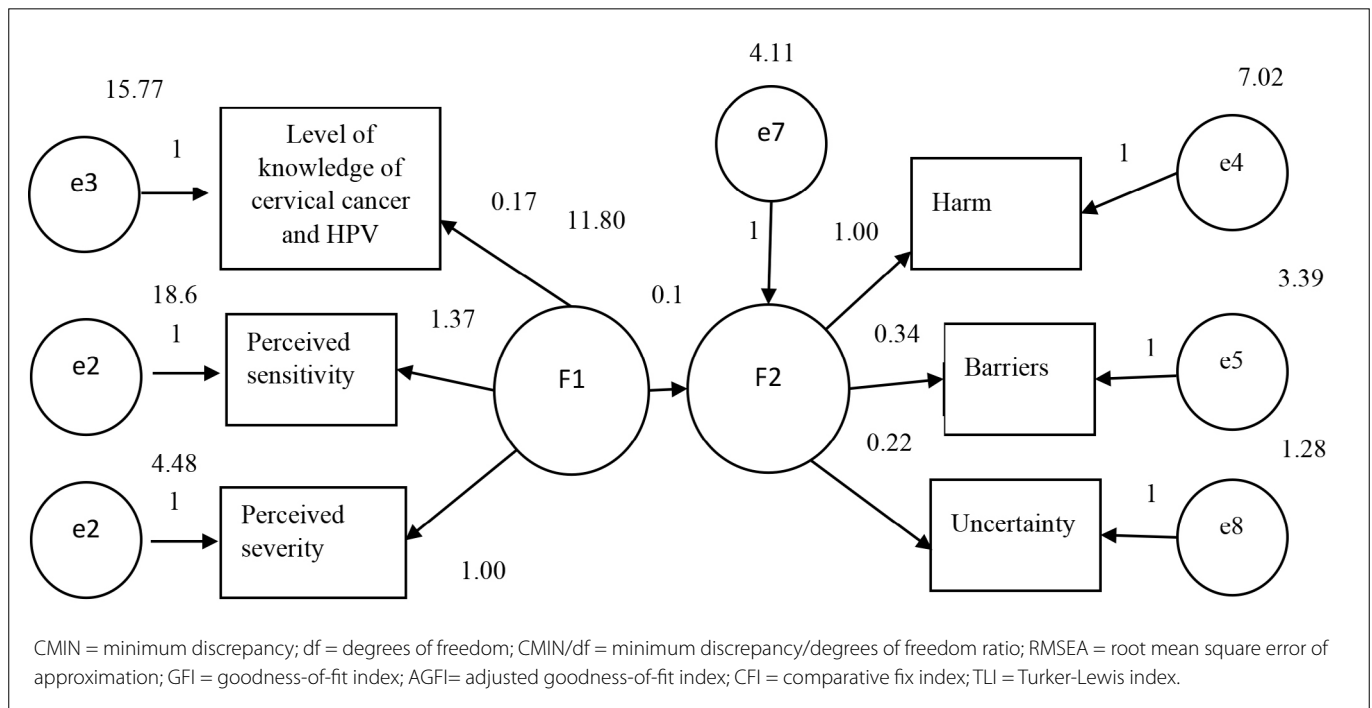 4.11
7.02
15.77
1
Level of
knowledge of
cervical cancer
and HPV
e3
e7
1
e4
Harm
0.17
11.80
1
1.00
3.39
18.6
1
0.1
1.37
0.34
Perceived
sensitivity
e2
F1
F2
Barriers
1
e5
0.22
1.28
4.48
1
Perceived
severity
e2
1
Uncertainty
e8
1.00
CMIN = minimum discrepancy; df = degrees of freedom; CMIN/df = minimum discrepancy/degrees of freedom ratio; RMSEA = root mean square error of
approximation; GFI = goodness-of-fit index; AGFI= adjusted goodness-of-fit index; CFI = comparative fix index; TLI = Turker-Lewis index.